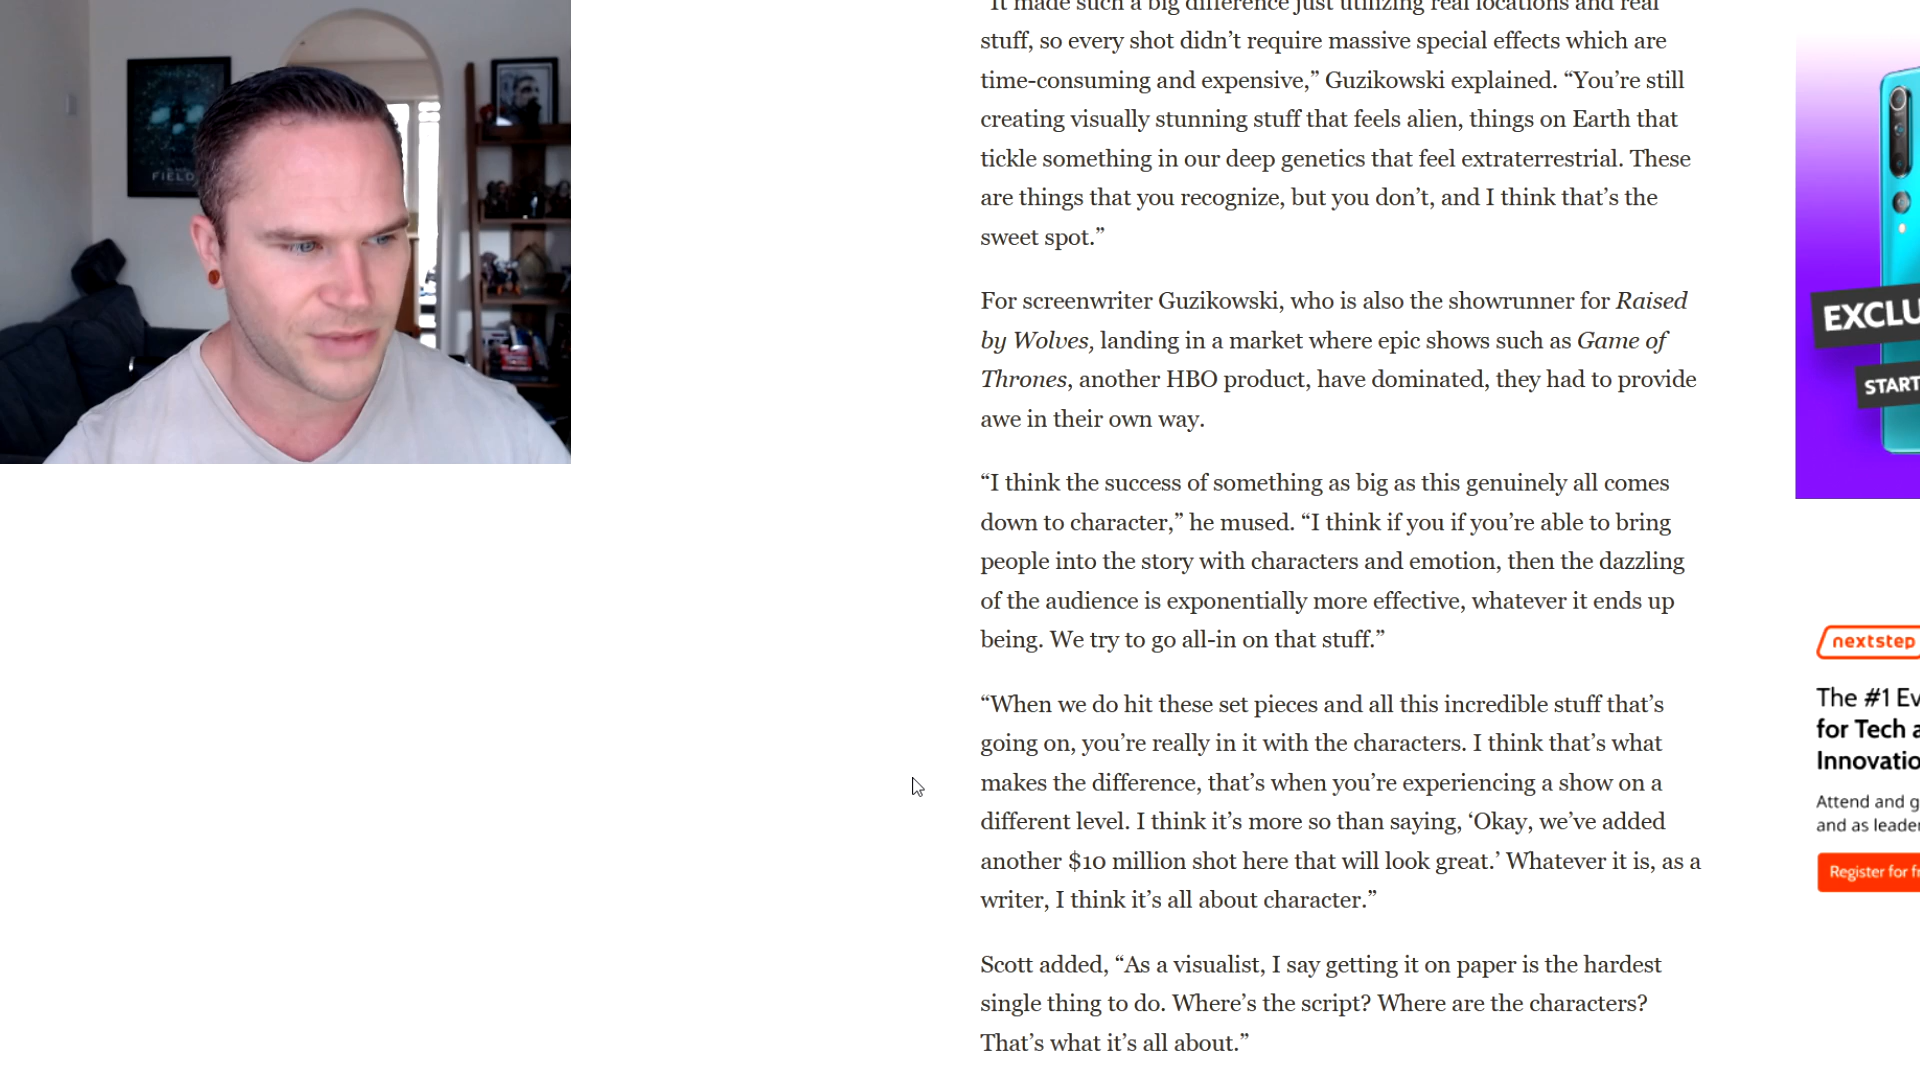 “It made such a big difference just utilizing real locations and real
stuff, so every shot didn’t require massive special effects which are
time-consuming and expensive,” Guzikowski explained. “You’re still
creating visually stunning stuff that feels alien, things on Earth that
tickle something in our deep genetics that feel extraterrestrial. These
are things that you recognize, but you don’t, and I think that’s the
sweet spot.”
For screenwriter Guzikowski, who is also the showrunner for Raised
by Wolves, landing in a market where epic shows such as Game of
Thrones, another HBO product, have dominated, they had to provide
awe in their own way.
“I think the success of something as big as this genuinely all comes
down to character,” he mused. “I think if you if you’re able to bring
people into the story with characters and emotion, then the dazzling
of the audience is exponentially more effective, whatever it ends up
being. We try to go all-in on that stuff.”
“When we do hit these set pieces and all this incredible stuff that’s
going on, you’re really in it with the characters. I think that’s what
makes the difference, that’s when you’re experiencing a show on a
different level. I think it’s more so than saying, ‘Okay, we’ve added
another $10 million shot here that will look great.’ Whatever it is, as a
writer, I think it’s all about character.”
Scott added, “As a visualist, I say getting it on paper is the hardest
single thing to do. Where’s the script? Where are the characters?
That’s what it’s all about.”
FIELD
EXCLU
START
nextstep
The #1 Ev
for Tech a
Innovatio
Attend and g
and as leade
Register for fr